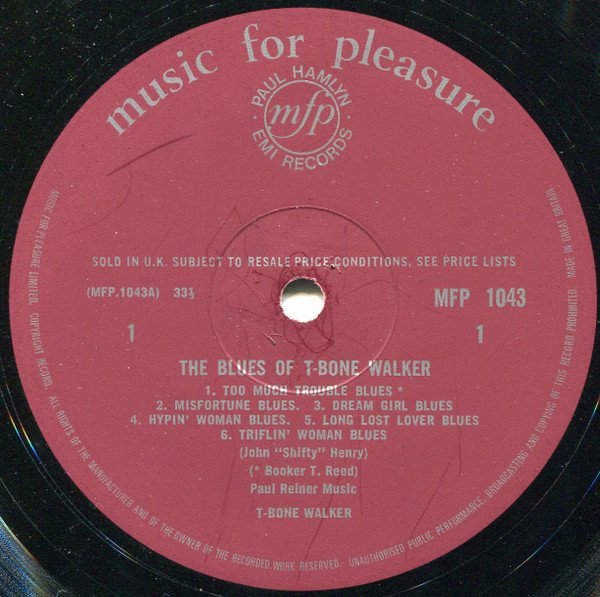 music for pleasure
PAUL HAMLYN
mfp
EMI RECORDS
SOLD IN U.K. SUBJECT TO RESALE PRICE CONDITIONS, SEE PRICE LISTS
(MFP.1043A) 33⅓
MFP 1043
1
1
THE BLUES OF T-BONE WALKER
1. TOO MUCH TROUBLE BLUES *
2. MISFORTUNE BLUES. 3. DREAM GIRL BLUES
4. HYPIN' WOMAN BLUES. 5. LONG LOST LOVER BLUES
6. TRIFLIN' WOMAN BLUES
(John "Shifty" Henry)
(* Booker T. Reed)
Paul Reiner Music
T-BONE WALKER
MUSIC FOR PLEASURE LIMITED. COPYRIGHT RECORD. ALL RIGHTS OF THE MANUFACTURER AND OF THE OWNER OF THE RECORDED WORK RESERVED. UNAUTHORISED PUBLIC PERFORMANCE, BROADCASTING AND COPYING OF THIS RECORD PROHIBITED. MADE IN GREAT BRITAIN.